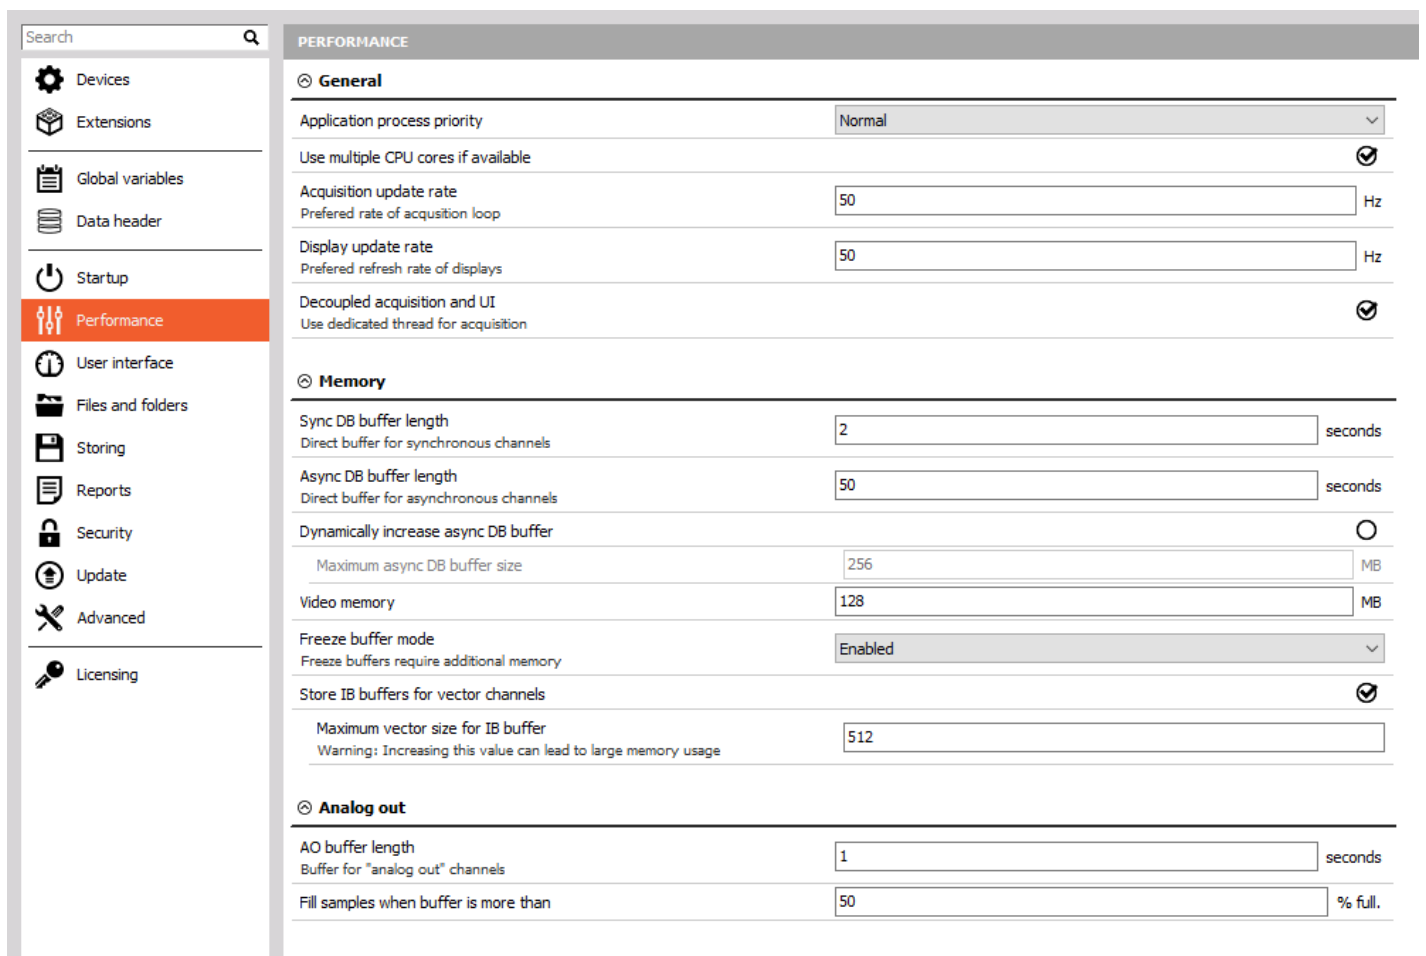 Search
Devices
Extensions
Global variables
Data header
Startup
Performance
User interface
Files and folders
Storing
Reports
Security
Update
Advanced
Licensing
PERFORMANCE
General
Application process priority Normal
Use multiple CPU cores if available
Acquisition update rate 50 Hz
Prefered rate of acqusition loop
Display update rate 50 Hz
Prefered refresh rate of displays
Decoupled acquisition and UI
Use dedicated thread for acquisition
Memory
Sync DB buffer length 2 seconds
Direct buffer for synchronous channels
Async DB buffer length 50 seconds
Direct buffer for asynchronous channels
Dynamically increase async DB buffer
Maximum async DB buffer size 256 MB
Video memory 128 MB
Freeze buffer mode Enabled
Freeze buffers require additional memory
Store IB buffers for vector channels
Maximum vector size for IB buffer 512
Warning: Increasing this value can lead to large memory usage
Analog out
AO buffer length 1 seconds
Buffer for "analog out" channels
Fill samples when buffer is more than 50 % full.